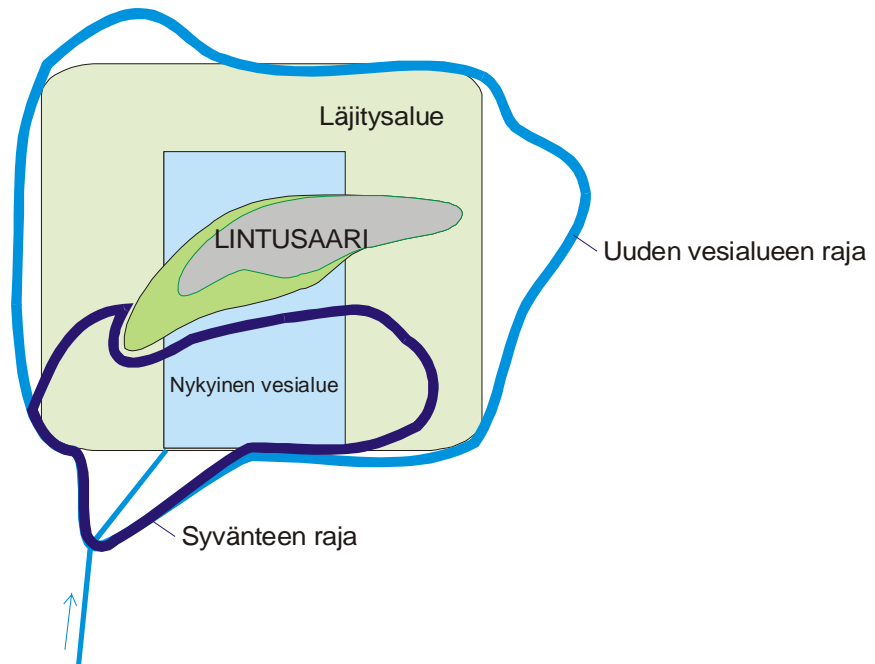 Läjitysalue
LINTUSAARI
Uuden vesialueen raja
Nykyinen vesialue
Syvänteen raja